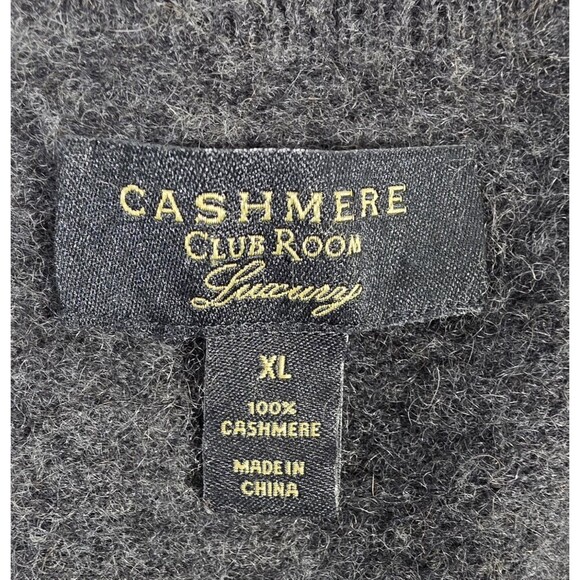 CASHMERE
CLUB ROOM
Luxury
XL
100%
CASHMERE
MADE IN
CHINA